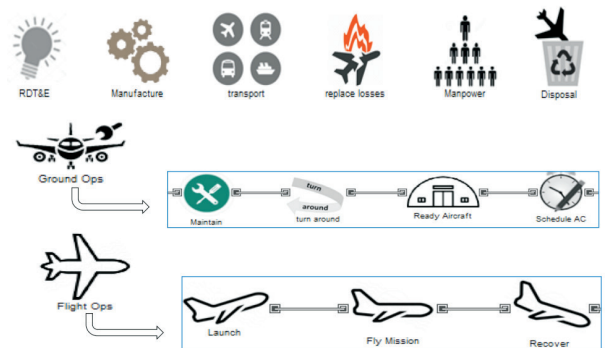 RDT&E
Manufacture
transport
replace losses
Manpower
Disposal
Ground Ops
turn
around
Maintain
turn around
Ready Aircraft
Schedule AC
Flight Ops
Launch
Fly Mission
Recover